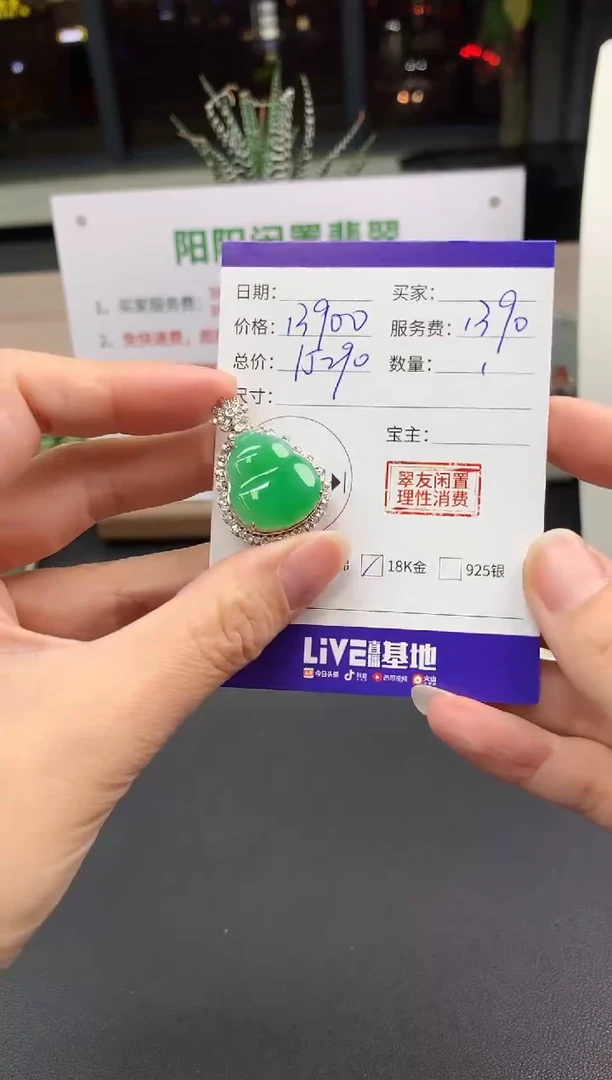 阳阳闲置翡翠
1、买家服务费:
2、免快递费,
日期: 买家:
价格: 13900 服务费: 1390
总价: 15290 数量: 1
尺寸:
宝主:
翠友闲置
理性消费
18K金 925银
LiVE直播基地
今日头条 抖音 西瓜视频 火山